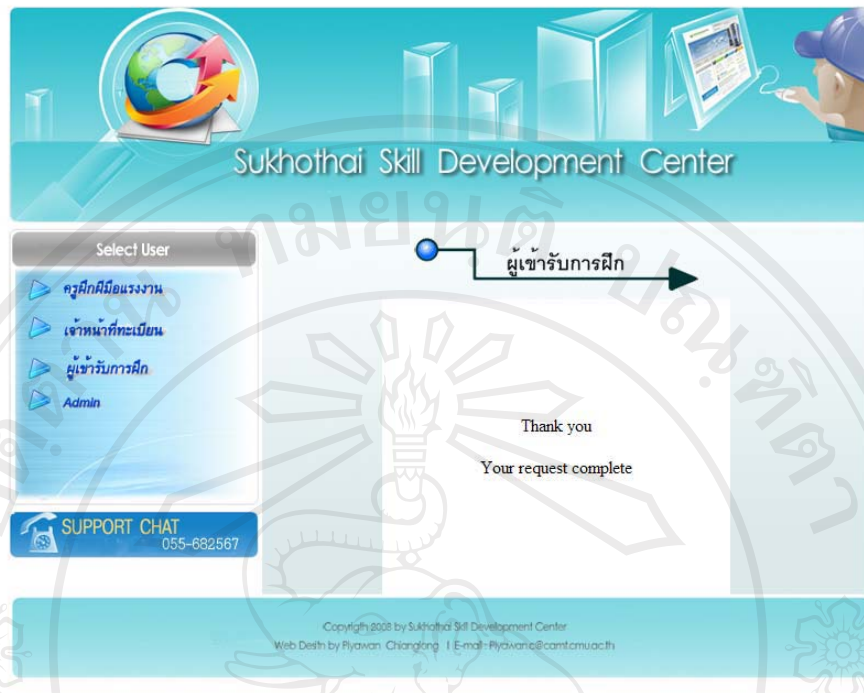 Sukhothai Skill Development Center
Select User
ครูฝึกฝีมือแรงงาน
เจ้าหน้าที่ทะเบียน
ผู้เข้ารับการฝึก
Admin
SUPPORT CHAT
055-682567
ผู้เข้ารับการฝึก
Thank you
Your request complete
Copyrigth 2008 by Sukhothai Skill Development Center
Web Desitn by Piyawan Chianglong | E-mail : Piyawan.c@camt.cmu.ac.th